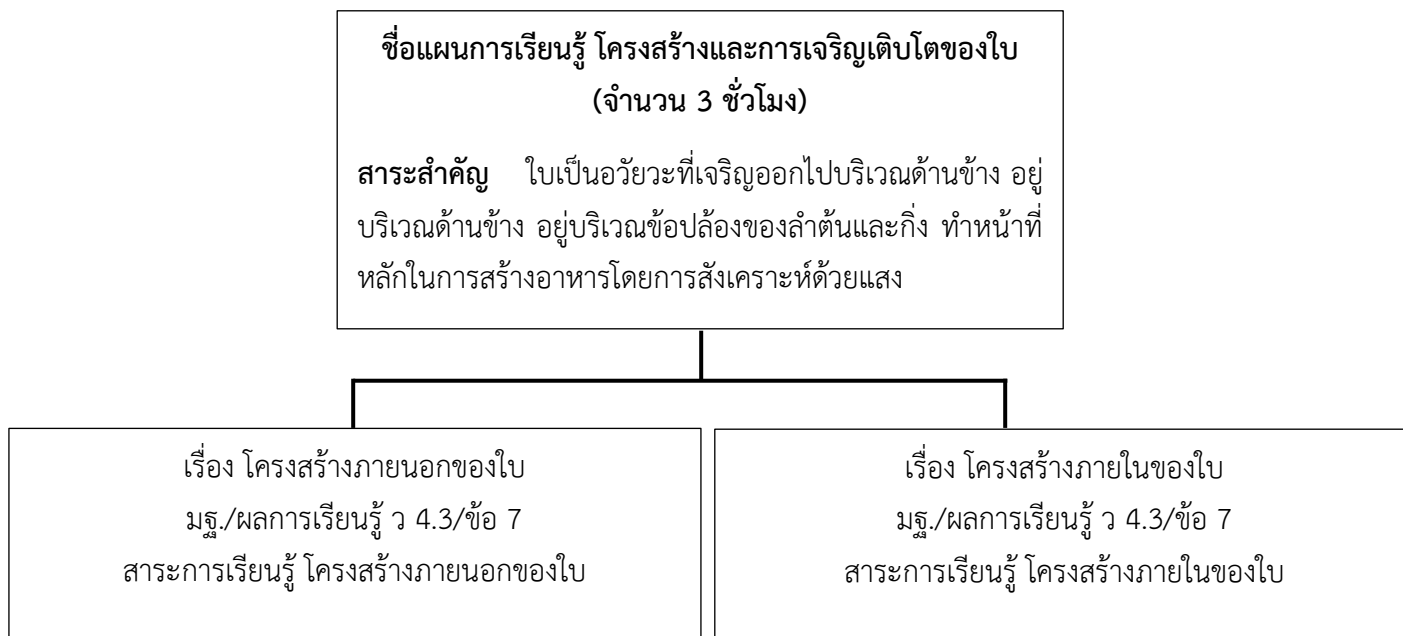 ชื่อแผนการเรียนรู้ โครงสร้างและการเจริญเติบโตของใบ
(จำนวน 3 ชั่วโมง)
สาระสำคัญ ใบเป็นอวัยวะที่เจริญออกไปบริเวณด้านข้าง อยู่
บริเวณด้านข้าง อยู่บริเวณข้อปล้องของลำต้นและกิ่ง ทำหน้าที่
หลักในการสร้างอาหารโดยการสังเคราะห์ด้วยแสง
เรื่อง โครงสร้างภายนอกของใบ
มฐ./ผลการเรียนรู้ ว 4.3/ข้อ 7
สาระการเรียนรู้ โครงสร้างภายนอกของใบ
เรื่อง โครงสร้างภายในของใบ
มฐ./ผลการเรียนรู้ ว 4.3/ข้อ 7
สาระการเรียนรู้ โครงสร้างภายในของใบ